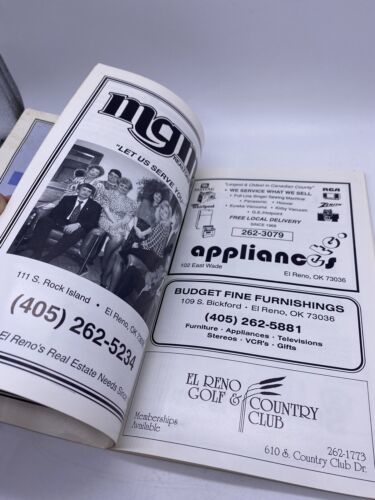 mgm
"LET US SERVE YOU
111 S. Rock Island • El Reno, OK
(405) 262-5234
El Reno's Real Estate Needs Since
"Largest & Oldest in Canadian County"
• WE SERVICE WHAT WE SELL
• Full Line Singer Sewing Machine
• Panasonic • Hoover
• Eureka Vacuums • Kirby Vacuum
• G.E./Hotpoint
FREE LOCAL DELIVERY
SINCE 1968
262-3079
RCA
Zenith
appliances
102 East Wade
El Reno, OK 73036
BUDGET FINE FURNISHINGS
109 S. Bickford • El Reno, OK 73036
(405) 262-5881
Furniture • Appliances • Televisions
Stereos • VCR's • Gifts
EL RENO
GOLF & COUNTRY
CLUB
Memberships
Available
262-1773
610 S. Country Club Dr.